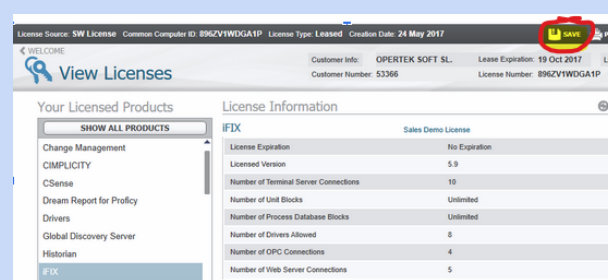 License Source: SW License Common Computer ID: 896ZV1WDGA1P License Type: Leased Creation Date: 24 May 2017 SAVE
WELCOME
View Licenses
Customer Info: OPERTEK SOFT SL. Lease Expiration: 19 Oct 2017
Customer Number: 53366 License Number: 896ZV1WDGA1P
Your Licensed Products
License Information
SHOW ALL PRODUCTS
iFIX Sales Demo License
Change Management
License Expiration No Expiration
CIMPLICITY
Licensed Version 5.9
CSense
Number of Terminal Server Connections 10
Dream Report for Proficy
Number of Unit Blocks Unlimited
Drivers
Number of Process Database Blocks Unlimited
Global Discovery Server
Number of Drivers Allowed 8
Historian
Number of OPC Connections 4
iFIX
Number of Web Server Connections 5